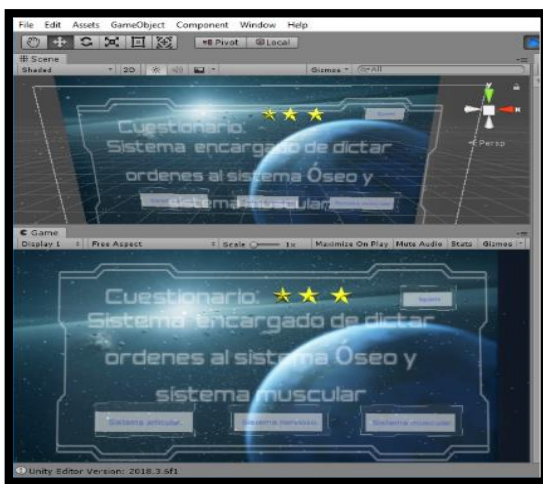 File Edit Assets GameObject Component Window Help
Pivot Local
Scene
Shaded 2D Gizmos All
Y
X
Persp
Cuestionario:
Sistema encargado de dictar
ordenes al sistema Óseo y
sistema muscular
Game
Display 1 Free Aspect Scale 1x Maximize On Play Mute Audio Stats Gizmos
Cuestionario:
Sistema encargado de dictar
ordenes al sistema Óseo y
sistema muscular
Sistema articular Sistema nervioso Sistema muscular
Unity Editor Version: 2018.3.6f1